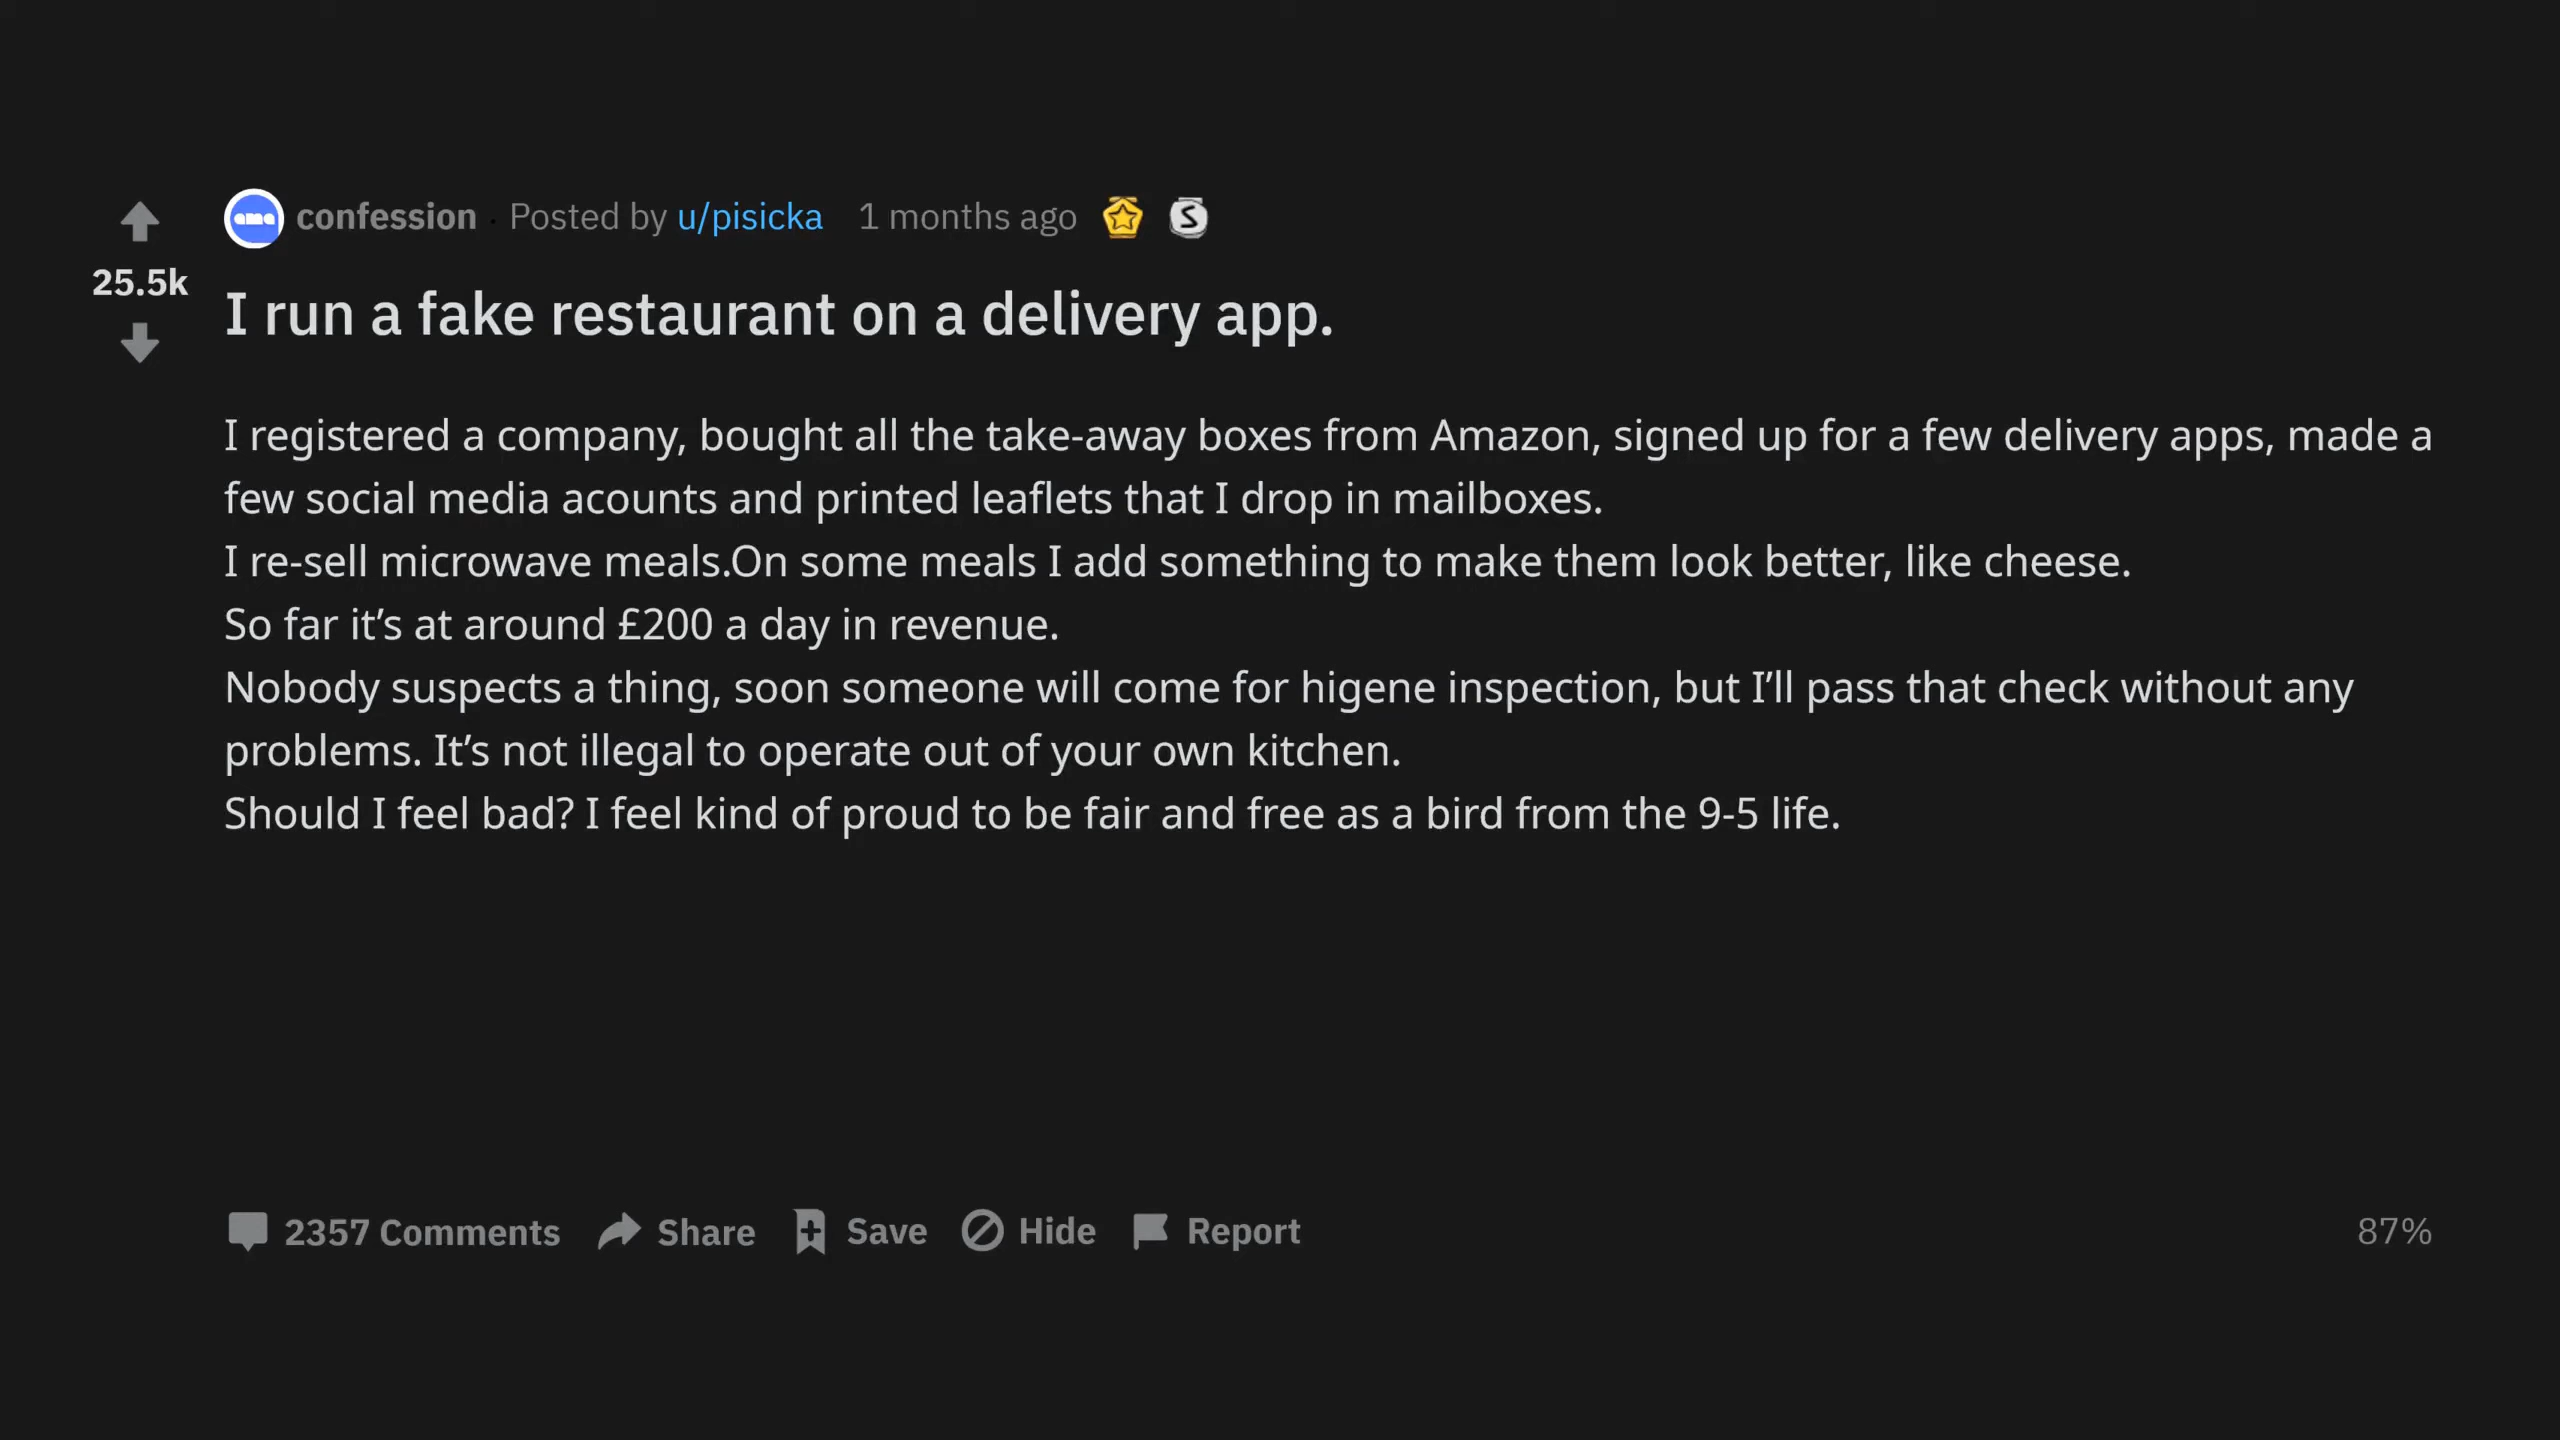 confession · Posted by u/pisicka 1 months ago
25.5k
I run a fake restaurant on a delivery app.
I registered a company, bought all the take-away boxes from Amazon, signed up for a few delivery apps, made a
few social media acounts and printed leaflets that I drop in mailboxes.
I re-sell microwave meals.On some meals I add something to make them look better, like cheese.
So far it’s at around £200 a day in revenue.
Nobody suspects a thing, soon someone will come for higene inspection, but I’ll pass that check without any
problems. It’s not illegal to operate out of your own kitchen.
Should I feel bad? I feel kind of proud to be fair and free as a bird from the 9-5 life.
2357 Comments Share Save Hide Report 87%